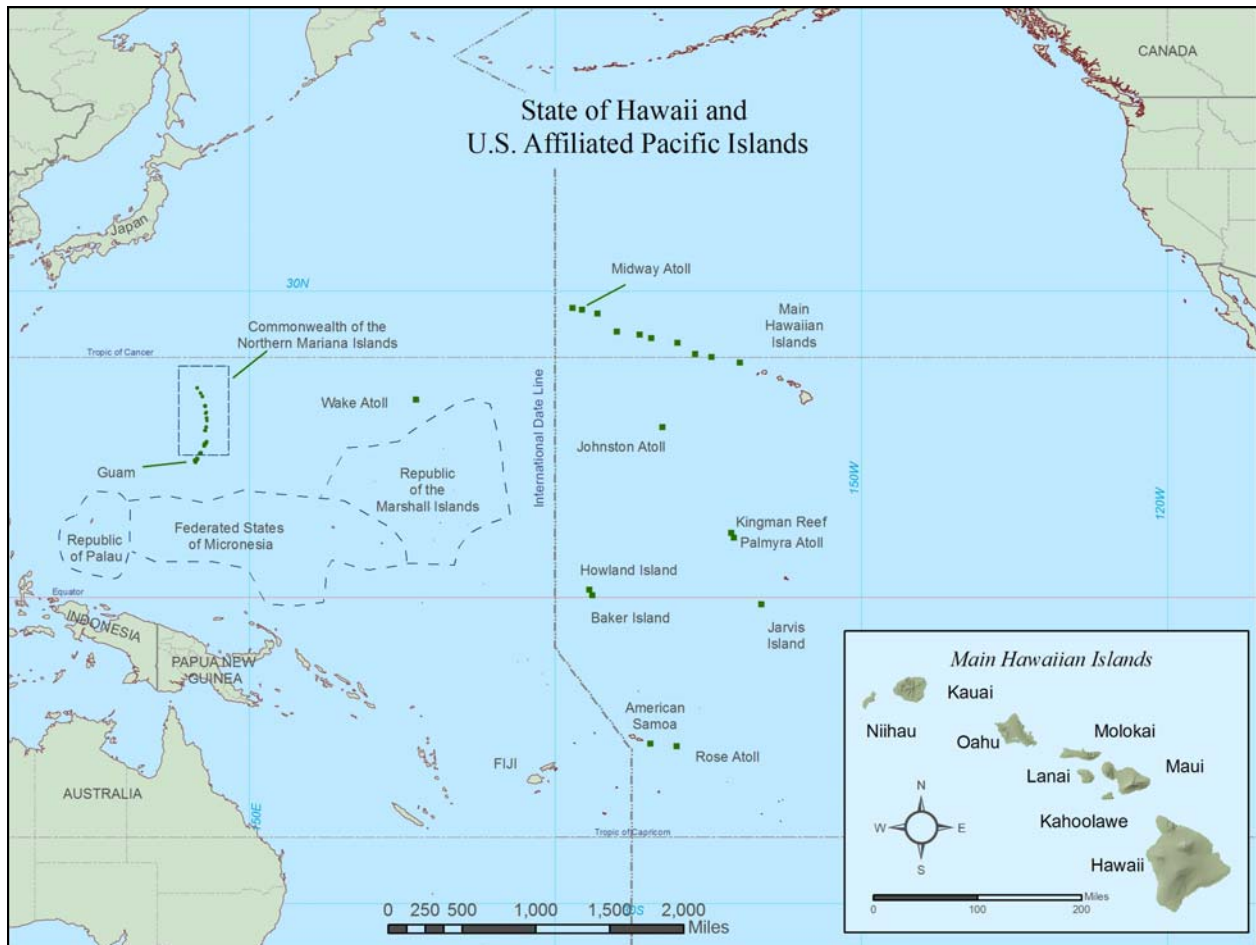 CANADA
State of Hawaii and
U.S. Affiliated Pacific Islands
Japan
Midway Atoll
30N
Main
Hawaiian
Islands
Commonwealth of the
Northern Mariana Islands
Tropic of Cancer
International Date Line
Wake Atoll
Johnston Atoll
Guam
Republic
of the
Marshall Islands
150W
120W
Republic
of Palau
Federated States
of Micronesia
Kingman Reef
Palmyra Atoll
Howland Island
Equator
Baker Island
Jarvis
Island
INDONESIA
PAPUA NEW
GUINEA
American
Samoa
Rose Atoll
FIJI
AUSTRALIA
150E
Tropic of Capricorn
0 250 500 1,000 1,500 2,000
Miles
Main Hawaiian Islands
Kauai
Niihau
Oahu
Molokai
Lanai
Maui
Kahoolawe
Hawaii
N
W E
S
Miles
0 100 200